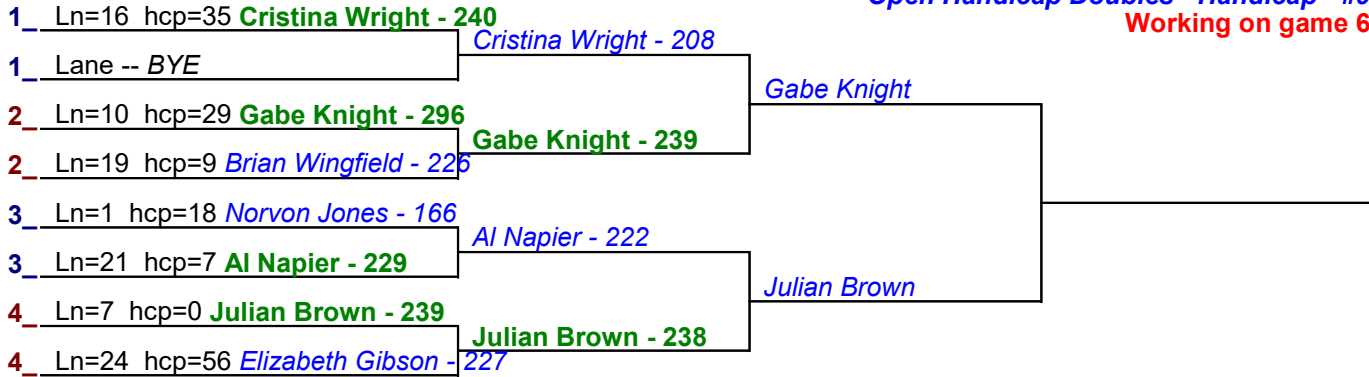 Open Handicap Doubles - Handicap - #
Working on game 6
1_ Ln=16 hcp=35 Cristina Wright - 240
Cristina Wright - 208
1_ Lane -- BYE
Gabe Knight
2_ Ln=10 hcp=29 Gabe Knight - 296
Gabe Knight - 239
2_ Ln=19 hcp=9 Brian Wingfield - 226
3_ Ln=1 hcp=18 Norvon Jones - 166
Al Napier - 222
3_ Ln=21 hcp=7 Al Napier - 229
Julian Brown
4_ Ln=7 hcp=0 Julian Brown - 239
Julian Brown - 238
4_ Ln=24 hcp=56 Elizabeth Gibson - 227